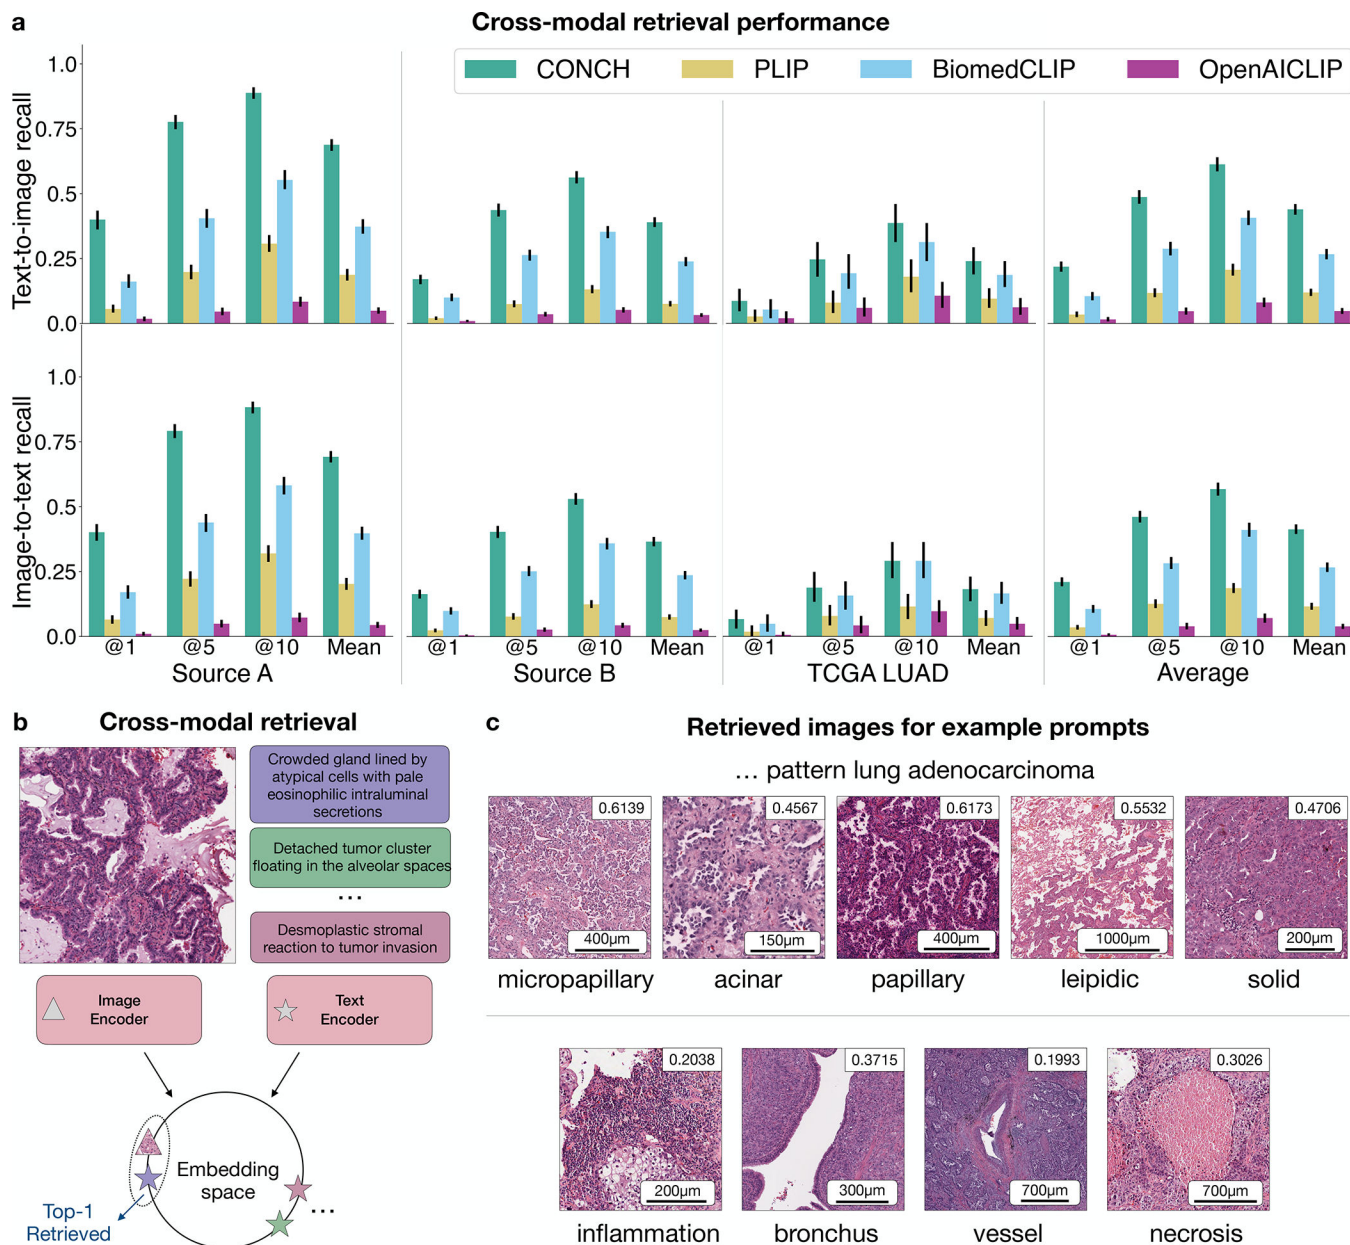 a
Cross-modal retrieval performance
CONCH PLIP BiomedCLIP OpenAICLIP
Text-to-image recall
1.0
0.75
0.5
0.25
0.0
Image-to-text recall
1.0
0.75
0.5
0.25
0.0
@1 @5 @10 Mean @1 @5 @10 Mean @1 @5 @10 Mean @1 @5 @10 Mean
Source A Source B TCGA LUAD Average
b
Cross-modal retrieval
Crowded gland lined by
atypical cells with pale
eosinophilic intraluminal
secretions
Detached tumor cluster
floating in the alveolar spaces
...
Desmoplastic stromal
reaction to tumor invasion
Image
Encoder
Text
Encoder
Embedding
space
Top-1
Retrieved
...
c
Retrieved images for example prompts
... pattern lung adenocarcinoma
0.6139 0.4567 0.6173 0.5532 0.4706
400μm 150μm 400μm 1000μm 200μm
micropapillary acinar papillary leipidic solid
0.2038 0.3715 0.1993 0.3026
200μm 300μm 700μm 700μm
inflammation bronchus vessel necrosis